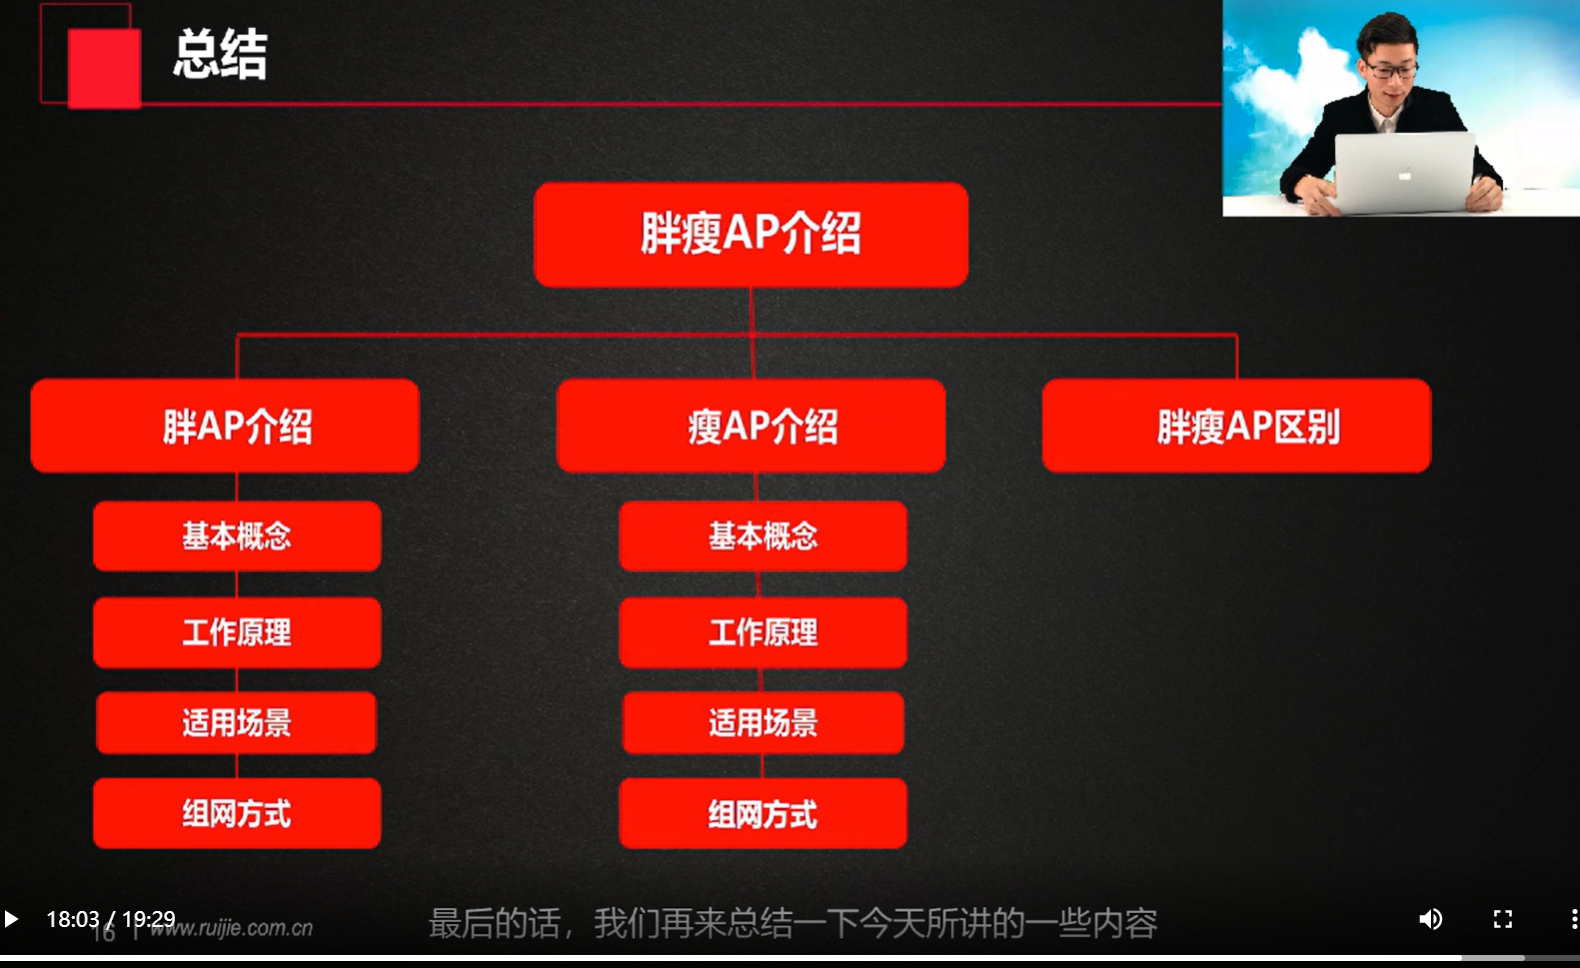 总结
胖瘦AP介绍
胖AP介绍
瘦AP介绍
胖瘦AP区别
基本概念
基本概念
工作原理
工作原理
适用场景
适用场景
组网方式
组网方式
18:03 / 19:29
16 | www.ruijie.com.cn
最后的话，我们再来总结一下今天所讲的一些内容